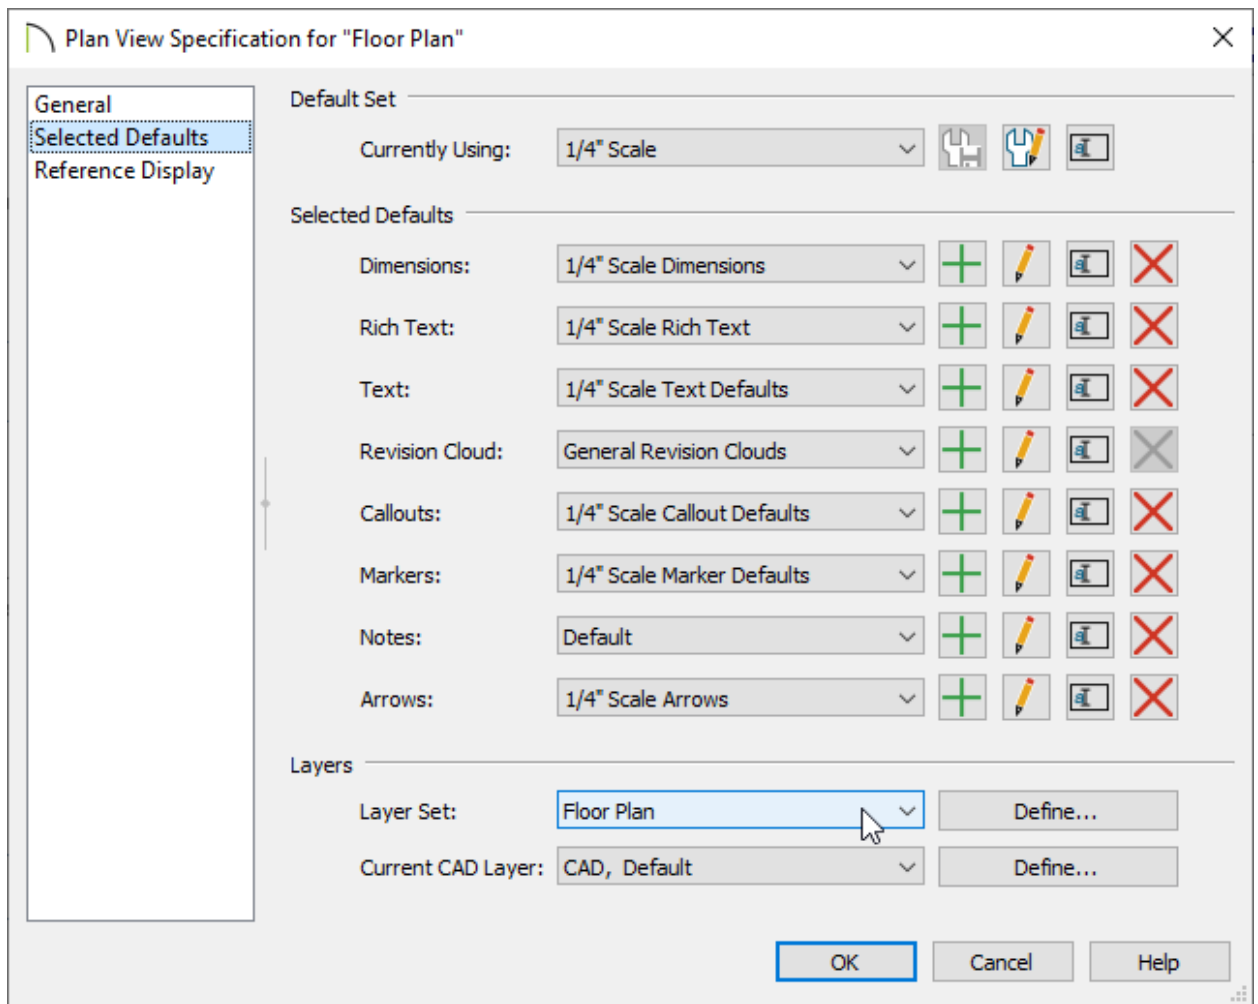 Plan View Specification for "Floor Plan"
General
Selected Defaults
Reference Display
Default Set
Currently Using: 1/4" Scale
Selected Defaults
Dimensions: 1/4" Scale Dimensions
Rich Text: 1/4" Scale Rich Text
Text: 1/4" Scale Text Defaults
Revision Cloud: General Revision Clouds
Callouts: 1/4" Scale Callout Defaults
Markers: 1/4" Scale Marker Defaults
Notes: Default
Arrows: 1/4" Scale Arrows
Layers
Layer Set: Floor Plan Define...
Current CAD Layer: CAD, Default Define...
OK Cancel Help